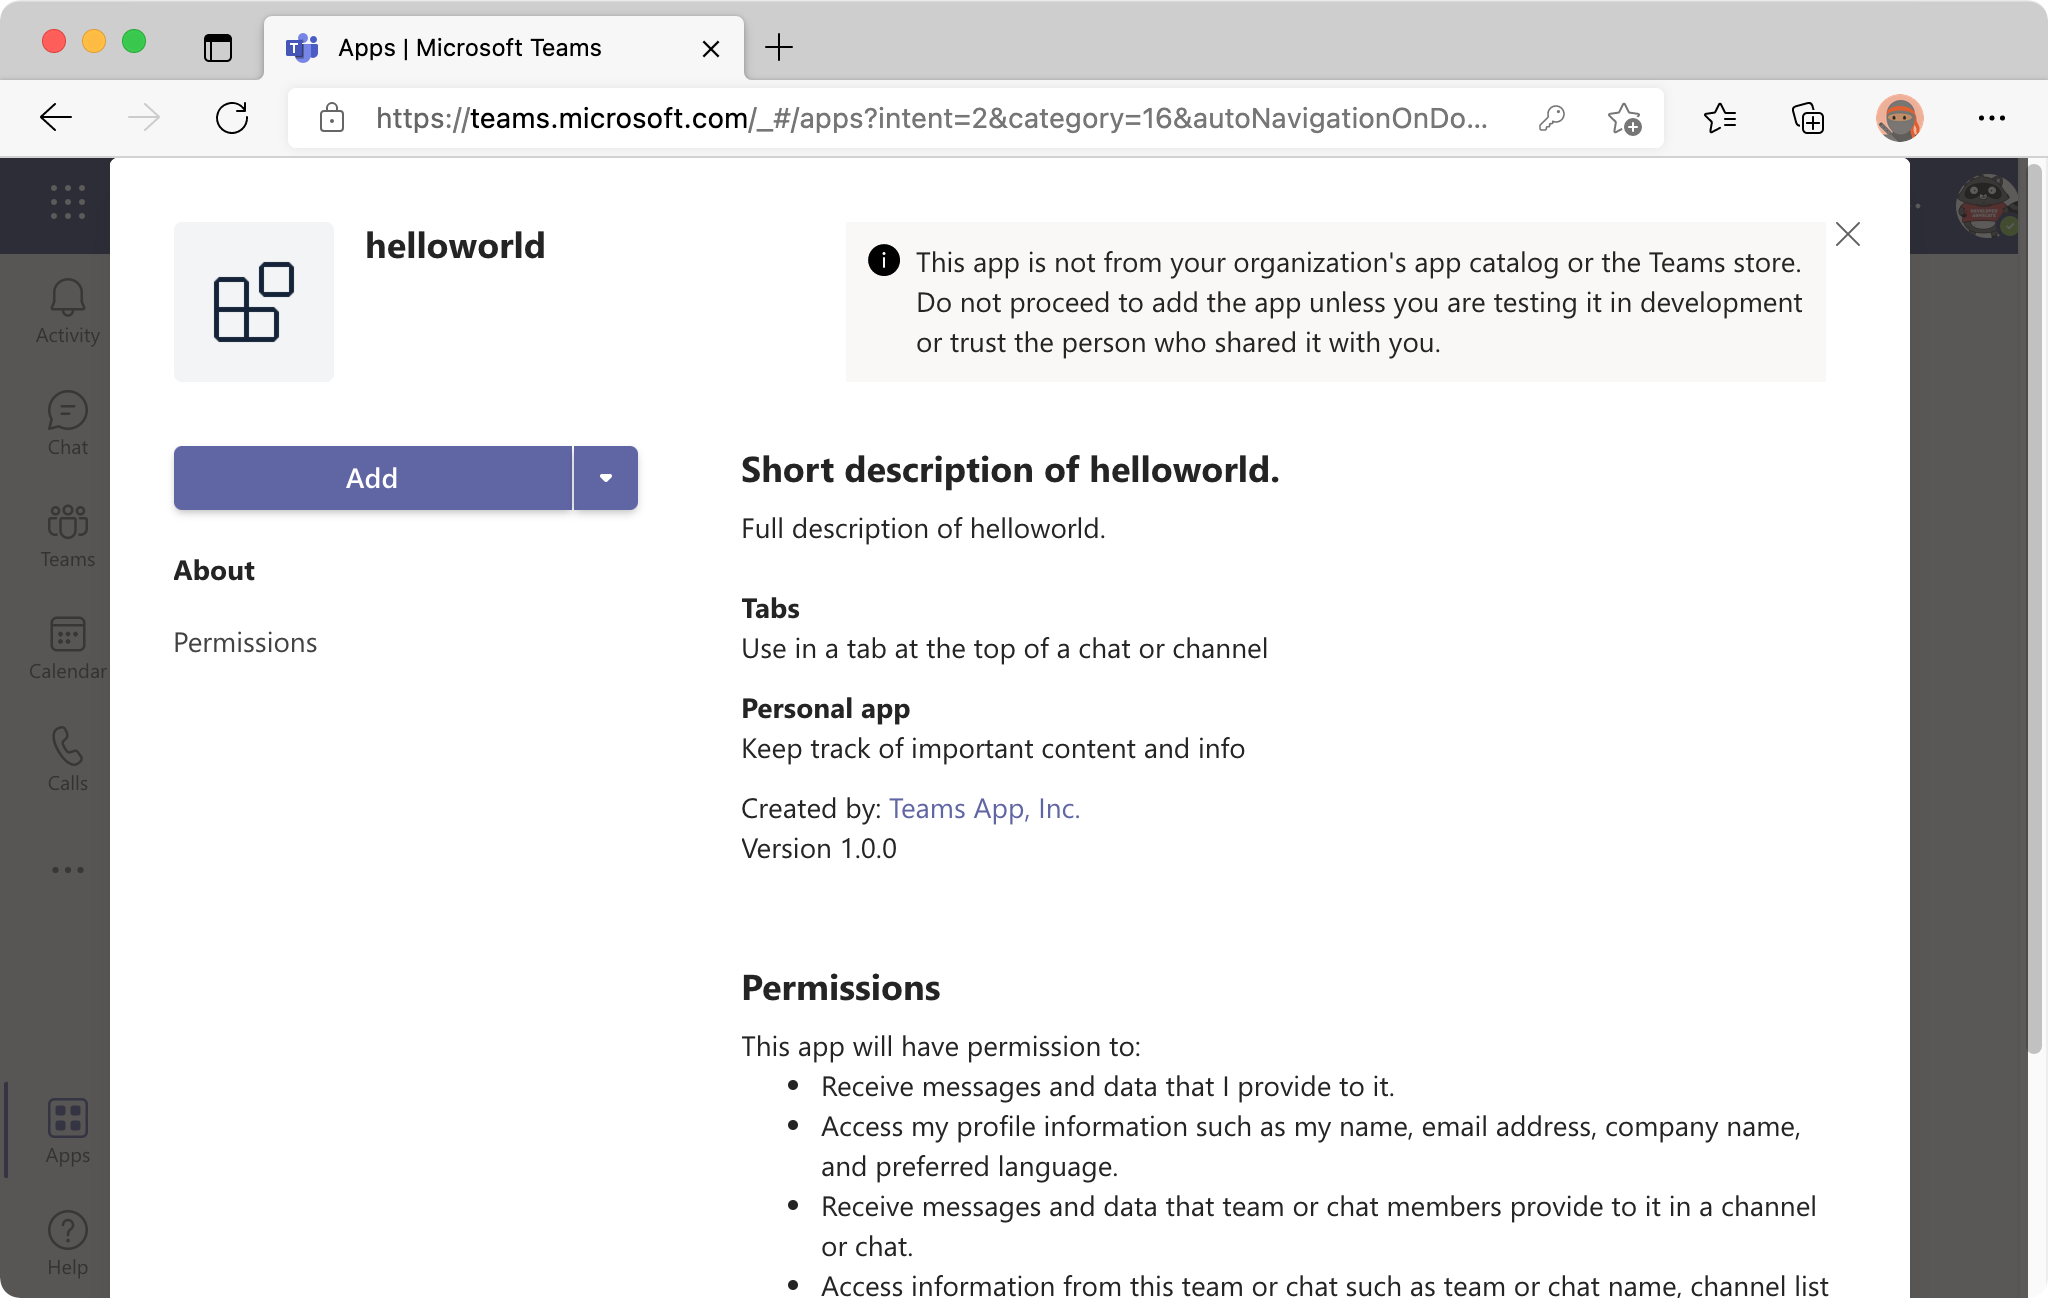 Apps | Microsoft Teams
https://teams.microsoft.com/_#/apps?intent=2&category=16&autoNavigationOnDo...
helloworld
This app is not from your organization's app catalog or the Teams store.
Do not proceed to add the app unless you are testing it in development
or trust the person who shared it with you.
Activity
Chat
Teams
Calendar
Calls
Apps
Help
Add
About
Permissions
Short description of helloworld.
Full description of helloworld.
Tabs
Use in a tab at the top of a chat or channel
Personal app
Keep track of important content and info
Created by: Teams App, Inc.
Version 1.0.0
Permissions
This app will have permission to:
• Receive messages and data that I provide to it.
• Access my profile information such as my name, email address, company name,
and preferred language.
• Receive messages and data that team or chat members provide to it in a channel
or chat.
• Access information from this team or chat such as team or chat name, channel list